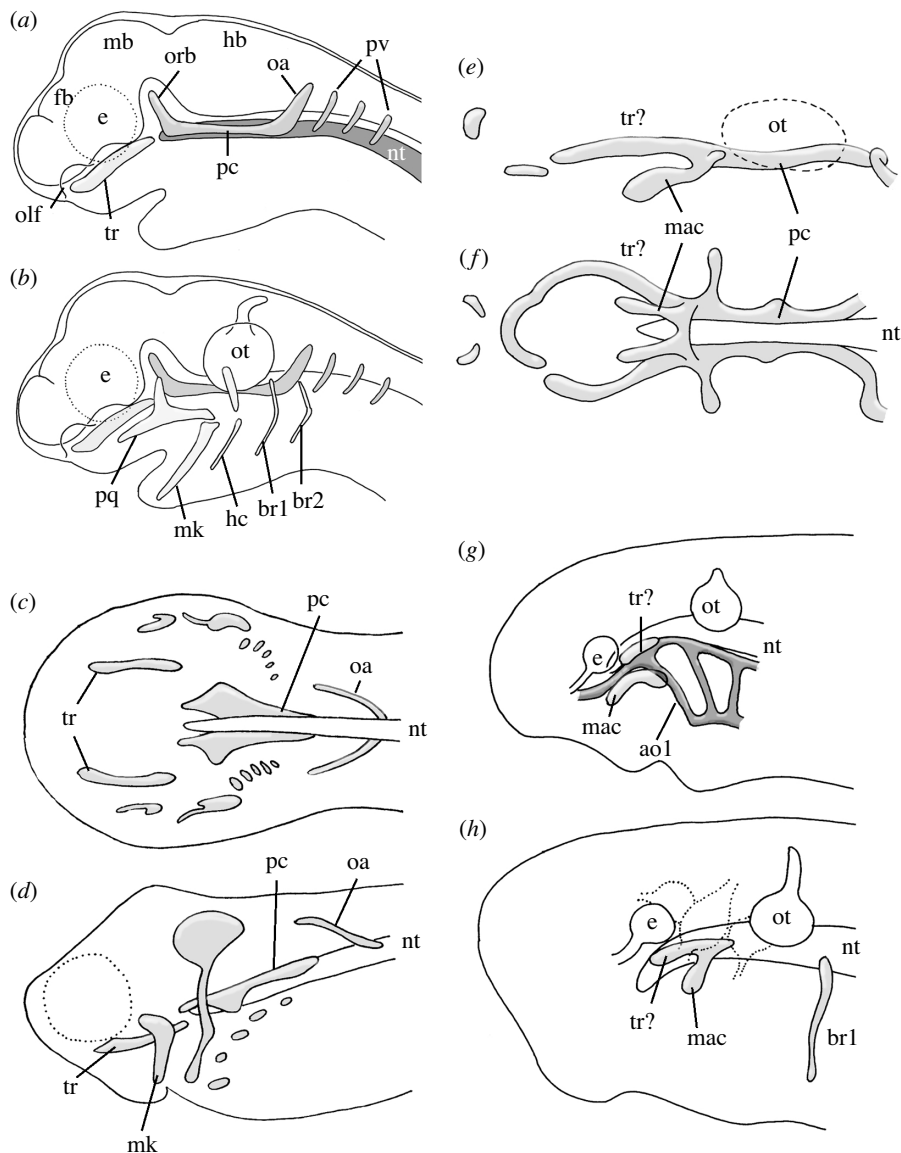 (a)
mb
hb
orb
oa
pv
fb
e
nt
pc
olf
tr
(b)
ot
e
pq
mk
hc
br1
br2
(c)
pc
oa
tr
nt
(d)
pc
oa
nt
tr
mk
(e)
tr?
ot
mac
pc
(f)
tr?
nt
(g)
tr?
ot
e
nt
mac
ao1
(h)
e
ot
nt
tr?
mac
br1